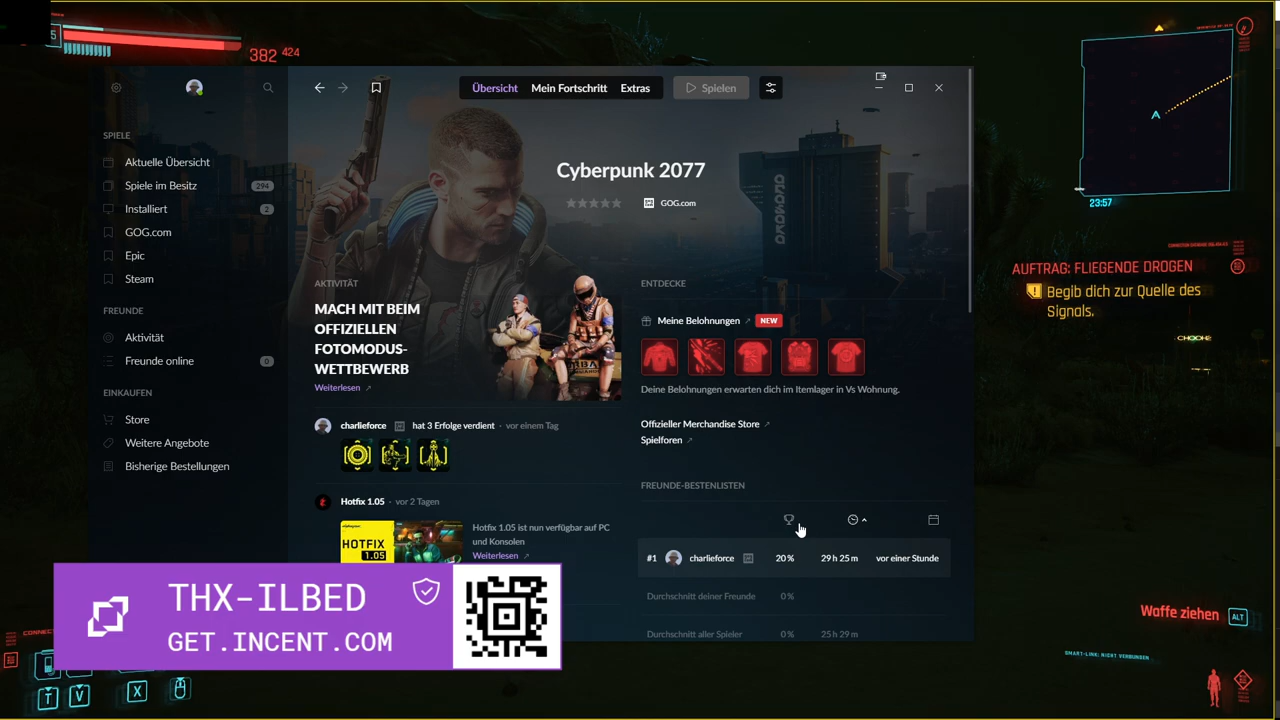 382 424
Übersicht
Mein Fortschritt
Extras
Spielen
SPIELE
Aktuelle Übersicht
Spiele im Besitz
294
Installiert
2
GOG.com
Epic
Steam
FREUNDE
Aktivität
Freunde online
0
EINKAUFEN
Store
Weitere Angebote
Bisherige Bestellungen
Cyberpunk 2077
GOG.com
ARASAKA
AKTIVITÄT
MACH MIT BEIM
OFFIZIELLEN
FOTOMODUS-
WETTBEWERB
Weiterlesen
charlieforce hat 3 Erfolge verdient · vor einem Tag
Hotfix 1.05 · vor 2 Tagen
HOTFIX
1.05
Hotfix 1.05 ist nun verfügbar auf PC
und Konsolen
Weiterlesen
ENTDECKE
Meine Belohnungen
NEW
Deine Belohnungen erwarten dich im Itemlager in Vs Wohnung.
Offizieller Merchandise Store
Spielforen
FREUNDE-BESTENLISTEN
#1 charlieforce 20 % 29 h 25 m vor einer Stunde
Durchschnitt deiner Freunde 0 %
Durchschnitt aller Spieler 0 % 25 h 29 m
23:57
AUFTRAG: FLIEGENDE DROGEN
Begib dich zur Quelle des
Signals.
Waffe ziehen
ALT
SMART-LINK: NICHT VERBUNDEN
THX-ILBED
GET.INCENT.COM
T
V
X